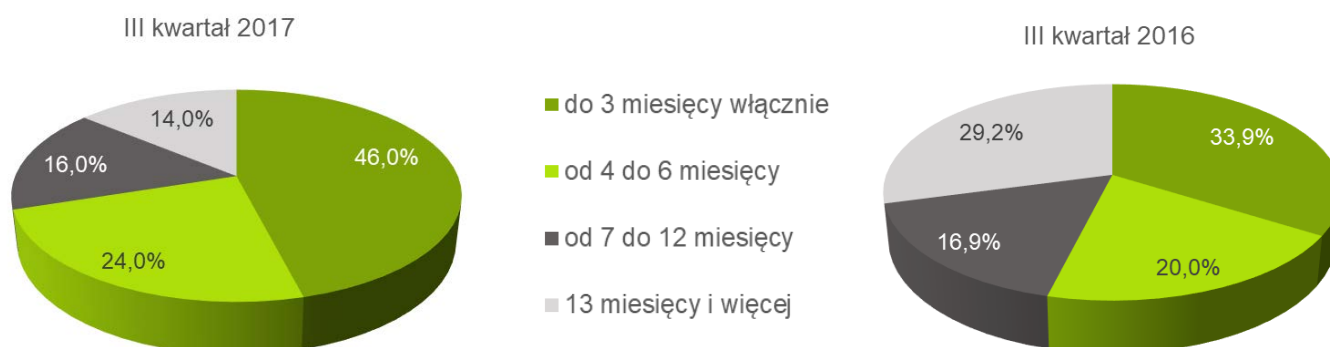 III kwartał 2017
14,0%
46,0%
16,0%
24,0%
do 3 miesięcy włącznie
od 4 do 6 miesięcy
od 7 do 12 miesięcy
13 miesięcy i więcej
III kwartał 2016
29,2%
33,9%
16,9%
20,0%